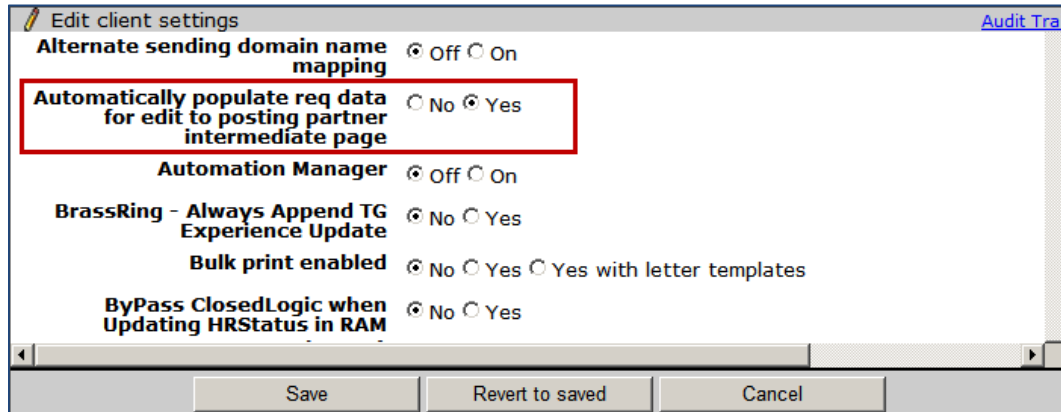 Edit client settings
Audit Tra
Alternate sending domain name
mapping
Off On
Automatically populate req data
for edit to posting partner
intermediate page
No Yes
Automation Manager
Off On
BrassRing - Always Append TG
Experience Update
No Yes
Bulk print enabled
No Yes Yes with letter templates
ByPass ClosedLogic when
Updating HRStatus in RAM
No Yes
Save
Revert to saved
Cancel